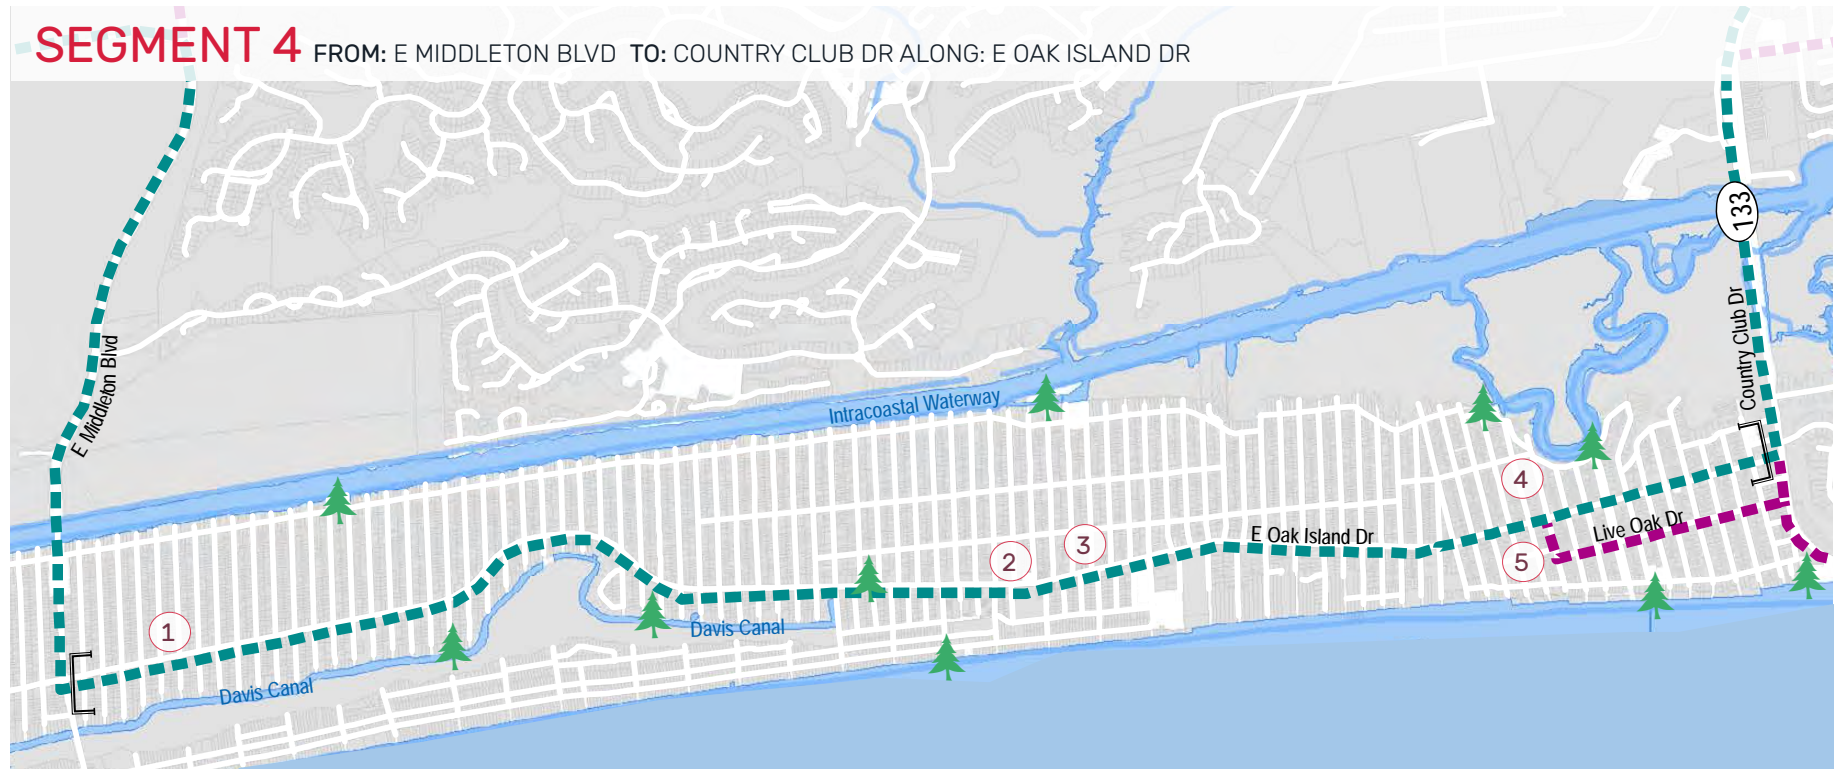 SEGMENT 4 FROM: E MIDDLETON BLVD TO: COUNTRY CLUB DR ALONG: E OAK ISLAND DR
133
Country Club Dr
E Middleton Blvd
Intracoastal Waterway
4
E Oak Island Dr
Live Oak Dr
3
2
5
1
Davis Canal
Davis Canal